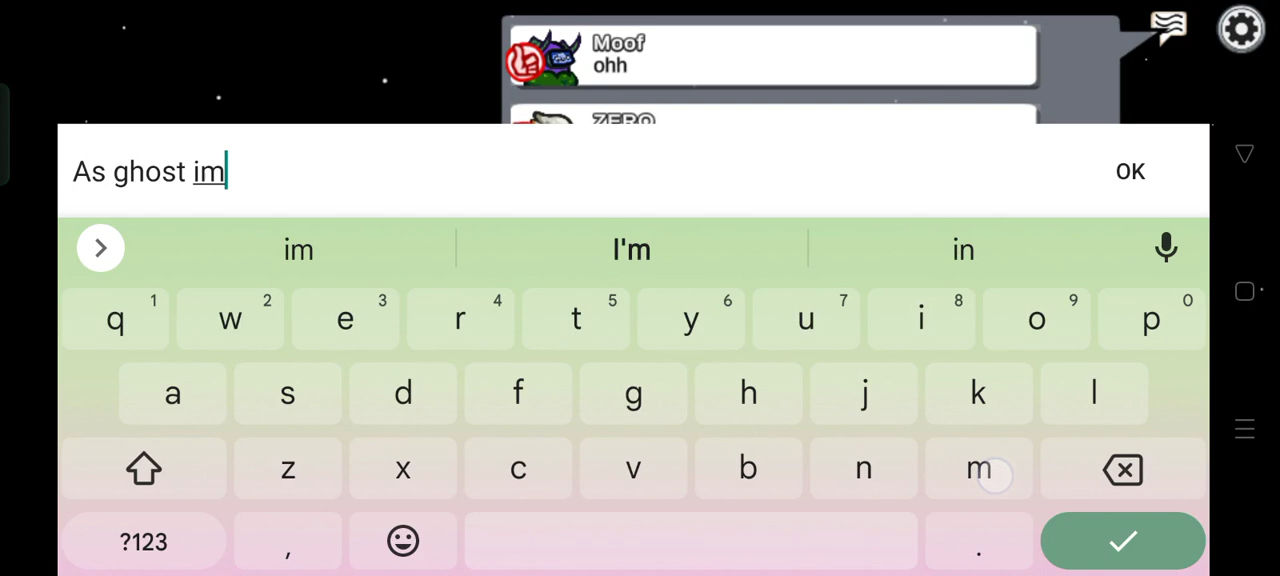 Moof
ohh
ZERO
As ghost im
OK
im
I'm
in
q 1 w 2 e 3 r 4 t 5 y 6 u 7 i 8 o 9 p 0
a s d f g h j k l
z x c v b n m
?123 , .